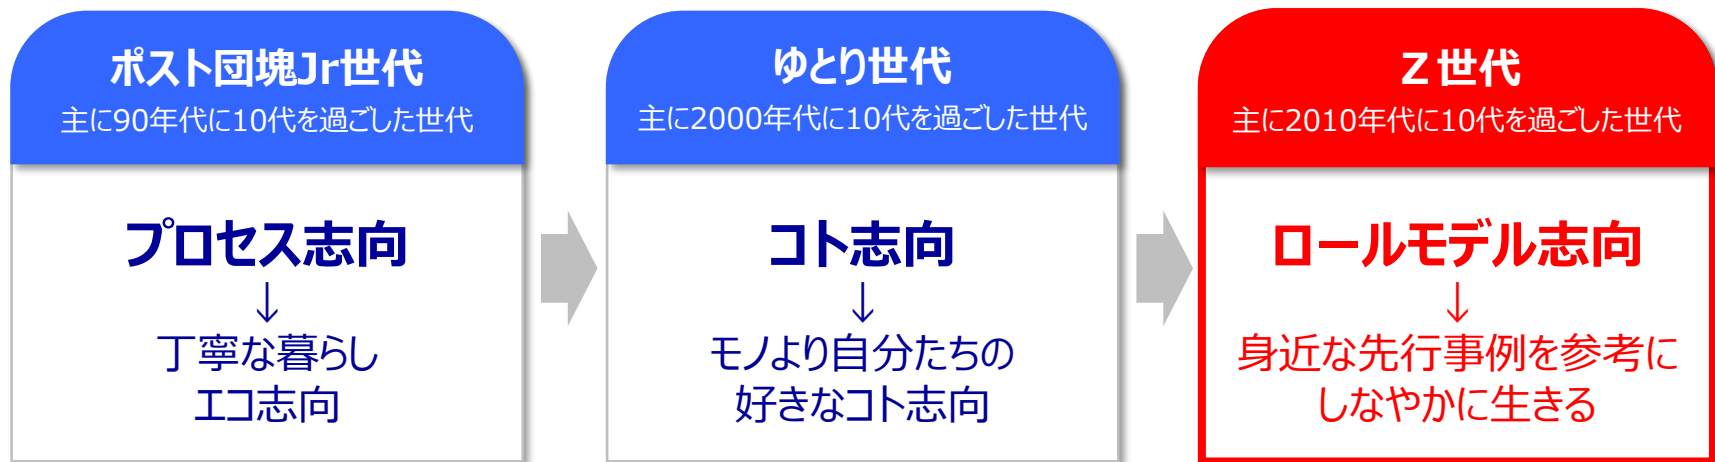 ポスト団塊Jr世代
主に90年代に10代を過ごした世代
プロセス志向
↓
丁寧な暮らし
エコ志向
ゆとり世代
主に2000年代に10代を過ごした世代
コト志向
↓
モノより自分たちの
好きなコト志向
Z世代
主に2010年代に10代を過ごした世代
ロールモデル志向
↓
身近な先行事例を参考に
しなやかに生きる